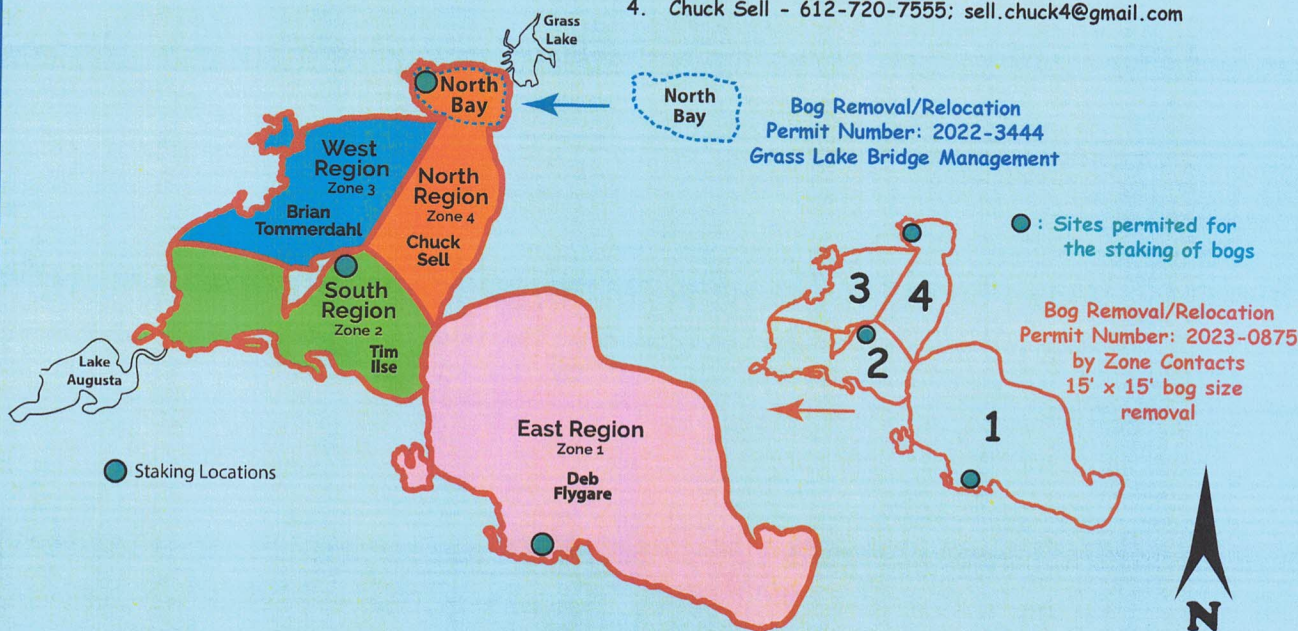 4. Chuck Sell - 612-720-7555; sell.chuck4@gmail.com
Grass
Lake
North
Bay
North
Bay
Bog Removal/Relocation
Permit Number: 2022-3444
Grass Lake Bridge Management
West
Region
Zone 3
Brian
Tommerdahl
North
Region
Zone 4
Chuck
Sell
South
Region
Zone 2
Tim
Ilse
Lake
Augusta
Staking Locations
East Region
Zone 1
Deb
Flygare
: Sites permited for
the staking of bogs
3
4
2
1
Bog Removal/Relocation
Permit Number: 2023-0875
by Zone Contacts
15' x 15' bog size
removal
N